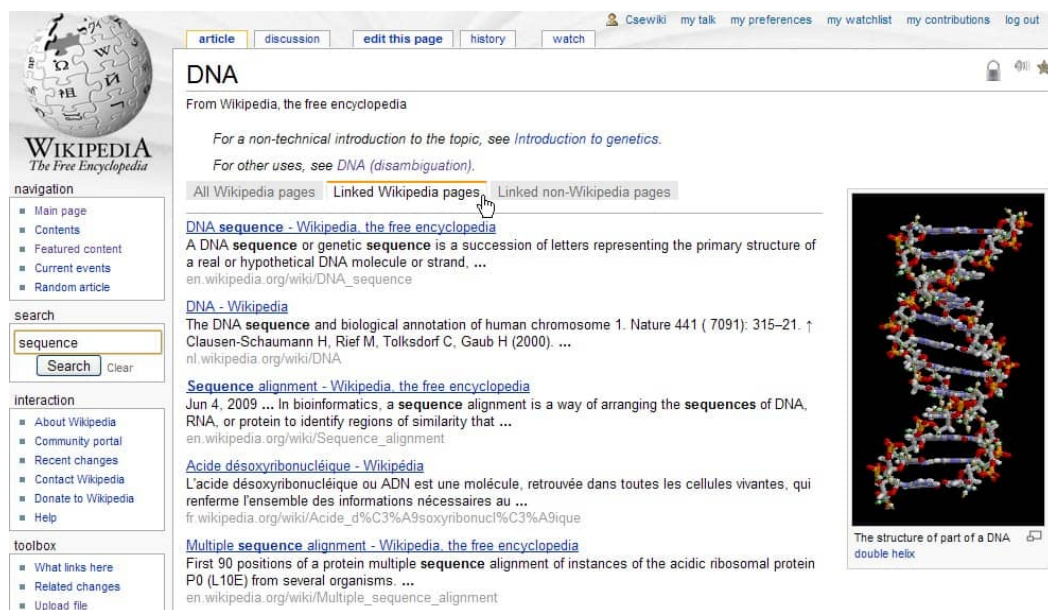 Csewiki my talk my preferences my watchlist my contributions log out
article discussion edit this page history watch
DNA
From Wikipedia, the free encyclopedia
For a non-technical introduction to the topic, see Introduction to genetics.
For other uses, see DNA (disambiguation).
WIKIPEDIA
The Free Encyclopedia
navigation
Main page
Contents
Featured content
Current events
Random article
search
sequence
Search Clear
interaction
About Wikipedia
Community portal
Recent changes
Contact Wikipedia
Donate to Wikipedia
Help
toolbox
What links here
Related changes
Upload file
All Wikipedia pages Linked Wikipedia pages Linked non-Wikipedia pages
DNA sequence - Wikipedia, the free encyclopedia
A DNA sequence or genetic sequence is a succession of letters representing the primary structure of
a real or hypothetical DNA molecule or strand, ...
en.wikipedia.org/wiki/DNA_sequence
DNA - Wikipedia
The DNA sequence and biological annotation of human chromosome 1. Nature 441 ( 7091): 315–21. ↑
Clausen-Schaumann H, Rief M, Tolksdorf C, Gaub H (2000). ...
nl.wikipedia.org/wiki/DNA
Sequence alignment - Wikipedia, the free encyclopedia
Jun 4, 2009 ... In bioinformatics, a sequence alignment is a way of arranging the sequences of DNA,
RNA, or protein to identify regions of similarity that ...
en.wikipedia.org/wiki/Sequence_alignment
Acide désoxyribonucléique - Wikipédia
L'acide désoxyribonucléique ou ADN est une molécule, retrouvée dans toutes les cellules vivantes, qui
renferme l'ensemble des informations nécessaires au ...
fr.wikipedia.org/wiki/Acide_d%C3%A9soxyribonucl%C3%A9ique
Multiple sequence alignment - Wikipedia, the free encyclopedia
First 90 positions of a protein multiple sequence alignment of instances of the acidic ribosomal protein
P0 (L10E) from several organisms. ...
en.wikipedia.org/wiki/Multiple_sequence_alignment
The structure of part of a DNA
double helix